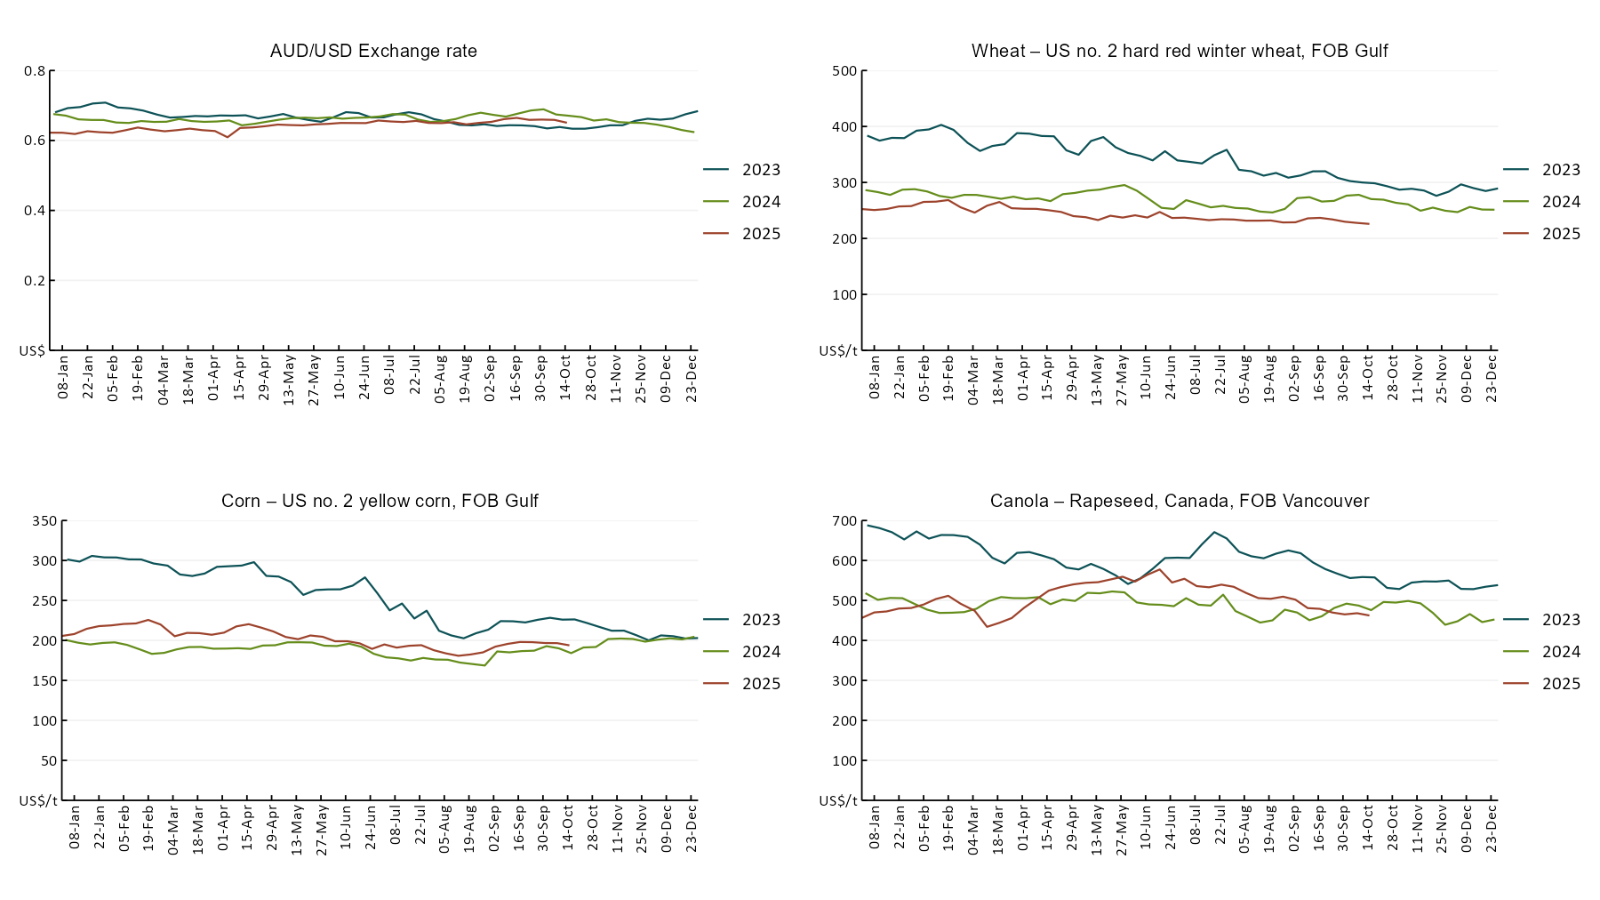 AUD/USD Exchange rate
0.8
0.6
0.4
0.2
US$
08-Jan
22-Jan
05-Feb
19-Feb
04-Mar
18-Mar
01-Apr
15-Apr
29-Apr
13-May
27-May
10-Jun
24-Jun
08-Jul
22-Jul
05-Aug
19-Aug
02-Sep
16-Sep
30-Sep
14-Oct
28-Oct
11-Nov
25-Nov
09-Dec
23-Dec
2023
2024
2025
Wheat – US no. 2 hard red winter wheat, FOB Gulf
500
400
300
200
100
US$/t
08-Jan
22-Jan
05-Feb
19-Feb
04-Mar
18-Mar
01-Apr
15-Apr
29-Apr
13-May
27-May
10-Jun
24-Jun
08-Jul
22-Jul
05-Aug
19-Aug
02-Sep
16-Sep
30-Sep
14-Oct
28-Oct
11-Nov
25-Nov
09-Dec
23-Dec
2023
2024
2025
Corn – US no. 2 yellow corn, FOB Gulf
350
300
250
200
150
100
50
US$/t
08-Jan
22-Jan
05-Feb
19-Feb
04-Mar
18-Mar
01-Apr
15-Apr
29-Apr
13-May
27-May
10-Jun
24-Jun
08-Jul
22-Jul
05-Aug
19-Aug
02-Sep
16-Sep
30-Sep
14-Oct
28-Oct
11-Nov
25-Nov
09-Dec
23-Dec
2023
2024
2025
Canola – Rapeseed, Canada, FOB Vancouver
700
600
500
400
300
200
100
US$/t
08-Jan
22-Jan
05-Feb
19-Feb
04-Mar
18-Mar
01-Apr
15-Apr
29-Apr
13-May
27-May
10-Jun
24-Jun
08-Jul
22-Jul
05-Aug
19-Aug
02-Sep
16-Sep
30-Sep
14-Oct
28-Oct
11-Nov
25-Nov
09-Dec
23-Dec
2023
2024
2025